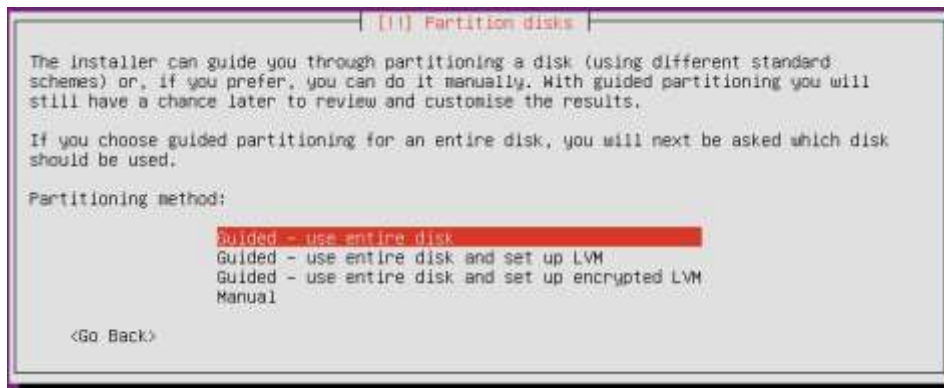 [!!] Partition disks
The installer can guide you through partitioning a disk (using different standard
schemes) or, if you prefer, you can do it manually. With guided partitioning you will
still have a chance later to review and customise the results.
If you choose guided partitioning for an entire disk, you will next be asked which disk
should be used.
Partitioning method:
Guided - use entire disk
Guided - use entire disk and set up LVM
Guided - use entire disk and set up encrypted LVM
Manual
<Go Back>